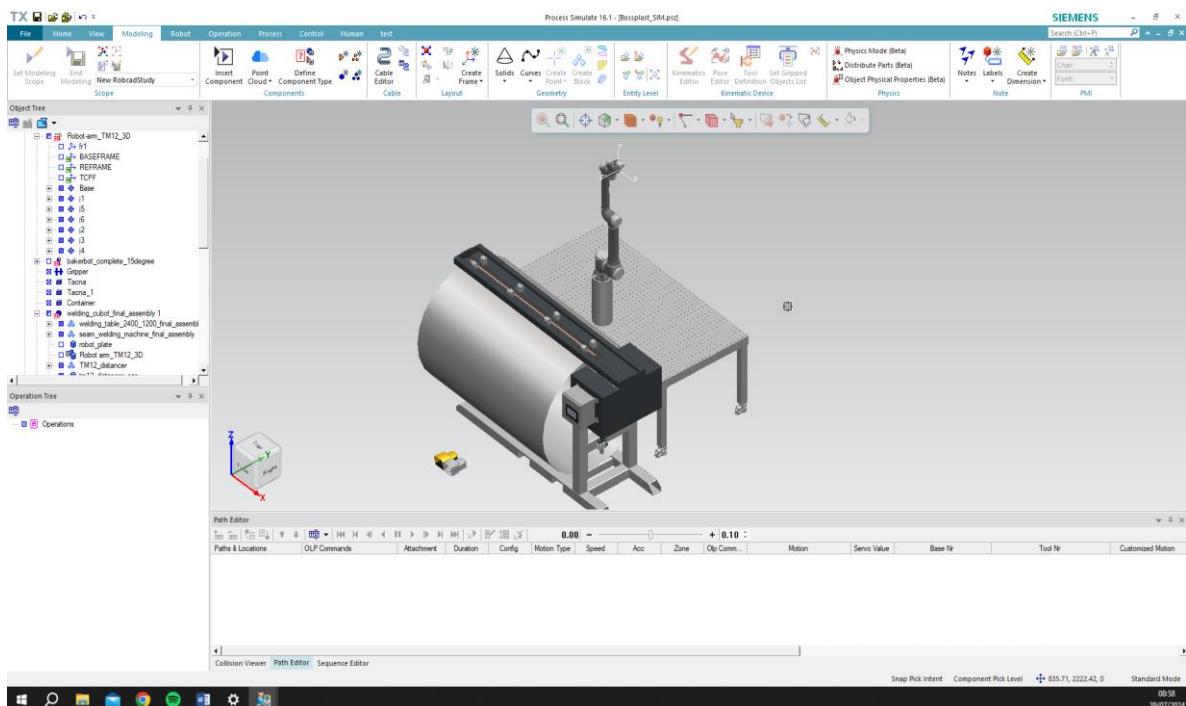 TX
Process Simulate 16.1 - [Bossplast_SIM.psz]
SIEMENS
File Home View Modeling Robot Operation Process Control Human test
Search (Ctrl+F)
Set Modeling Scope
End Modeling
New RobcadStudy
Scope
Insert Component
Point Cloud
Define Component Type
Components
Cable Editor
Cable
Create Frame
Layout
Solids
Curves
Create Point
Create Block
Geometry
Entity Level
Kinematics Editor
Pose Editor
Tool Definition
Set Gripped Objects List
Kinematic Device
Physics Mode (Beta)
Distribute Parts (Beta)
Object Physical Properties (Beta)
Physics
Notes
Labels
Create Dimension
Note
Char:
Font:
PMI
Object Tree
Robot-arm_TM12_3D
fr1
BASEFRAME
REFRAME
TCPF
Base
j1
j5
j6
j2
j3
j4
bakerbot_complete_15degree
Gripper
Tacna
Tacna_1
Container
welding_cubot_final_assembly 1
welding_table_2400_1200_final_assembl
seam_welding_machine_final_assembly
robot_plate
Robot arm_TM12_3D
TM12_distancer
Operation Tree
Operations
Z
Y
X
Path Editor
0.00
0.10
Paths & Locations OLP Commands Attachment Duration Config Motion Type Speed Acc Zone Olp Comm... Motion Servo Value Base Nr Tool Nr Customized Motion
Collision Viewer Path Editor Sequence Editor
Snap Pick Intent Component Pick Level 835.71, 2222.42, 0 Standard Mode
08:58
29/07/2024